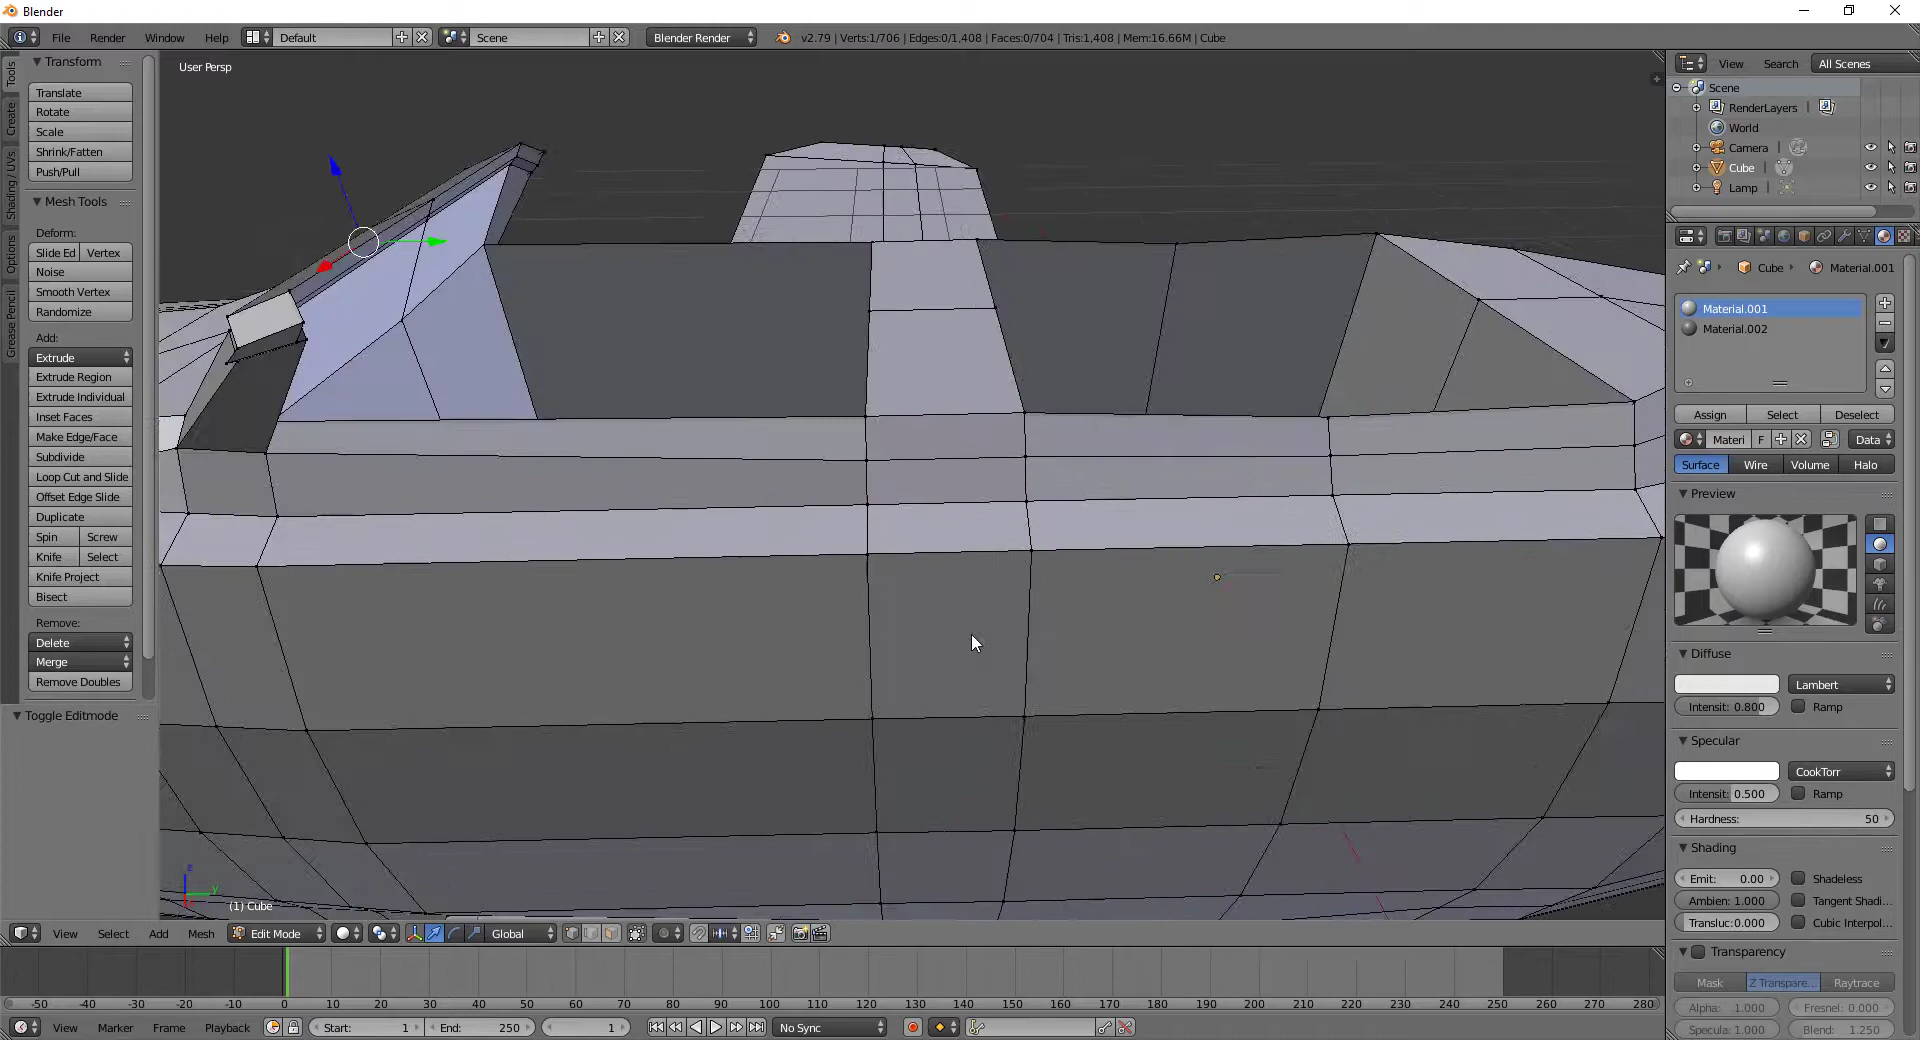 Blender
File Render Window Help Default Scene Blender Render v2.79 | Verts:1/706 | Edges:0/1,408 | Faces:0/704 | Tris:1,408 | Mem:16.66M | Cube
Tools
Create
Shading / UVs
Options
Grease Pencil
Transform
Translate
Rotate
Scale
Shrink/Fatten
Push/Pull
Mesh Tools
Deform:
Slide Ed Vertex
Noise
Smooth Vertex
Randomize
Add:
Extrude
Extrude Region
Extrude Individual
Inset Faces
Make Edge/Face
Subdivide
Loop Cut and Slide
Offset Edge Slide
Duplicate
Spin Screw
Knife Select
Knife Project
Bisect
Remove:
Delete
Merge
Remove Doubles
Toggle Editmode
User Persp
z
y
(1) Cube
View Select Add Mesh Edit Mode Global
-50 -40 -30 -20 -10 0 10 20 30 40 50 60 70 80 90 100 110 120 130 140 150 160 170 180 190 200 210 220 230 240 250 260 270 280
View Marker Frame Playback Start: 1 End: 250 1 No Sync
View Search All Scenes
Scene
RenderLayers
World
Camera
Cube
Lamp
Cube Material.001
Material.001
Material.002
Assign Select Deselect
Materi F Data
Surface Wire Volume Halo
Preview
Diffuse
Lambert
Intensit: 0.800 Ramp
Specular
CookTorr
Intensit: 0.500 Ramp
Hardness: 50
Shading
Emit: 0.00 Shadeless
Ambien: 1.000 Tangent Shadi...
Transluc:0.000 Cubic Interpol...
Transparency
Mask Z Transpare... Raytrace
Alpha: 1.000 Fresnel: 0.000
Specula: 1.000 Blend: 1.250